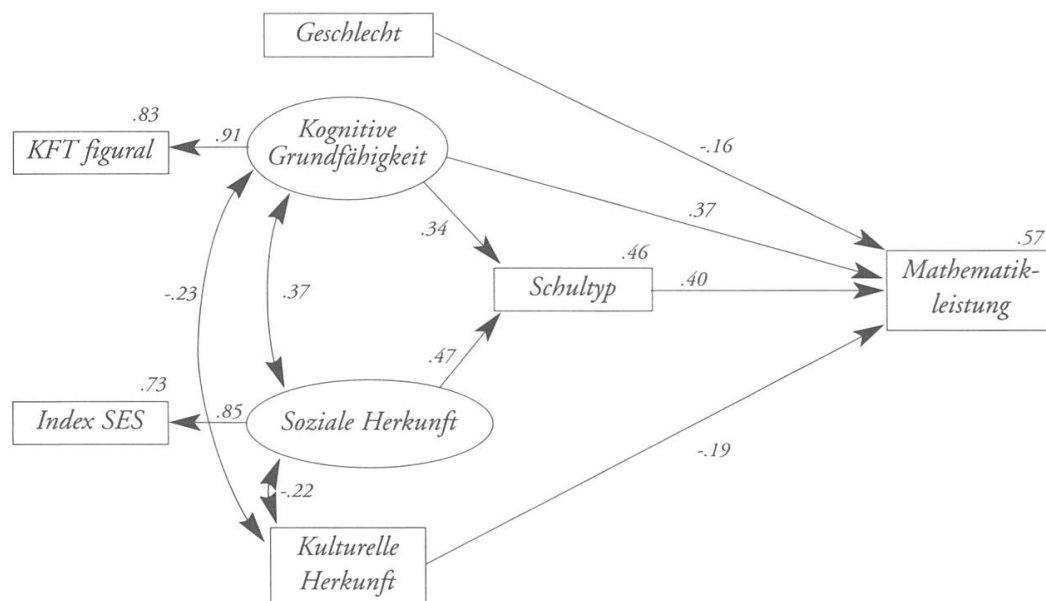 Geschlecht
.83
KFT figural
.91
Kognitive
Grundfähigkeit
-.16
.37
.34
.57
Mathematik-
leistung
.46
Schultyp
.40
-.23
.37
.47
.73
Index SES
.85
Soziale Herkunft
-.19
-.22
Kulturelle
Herkunft